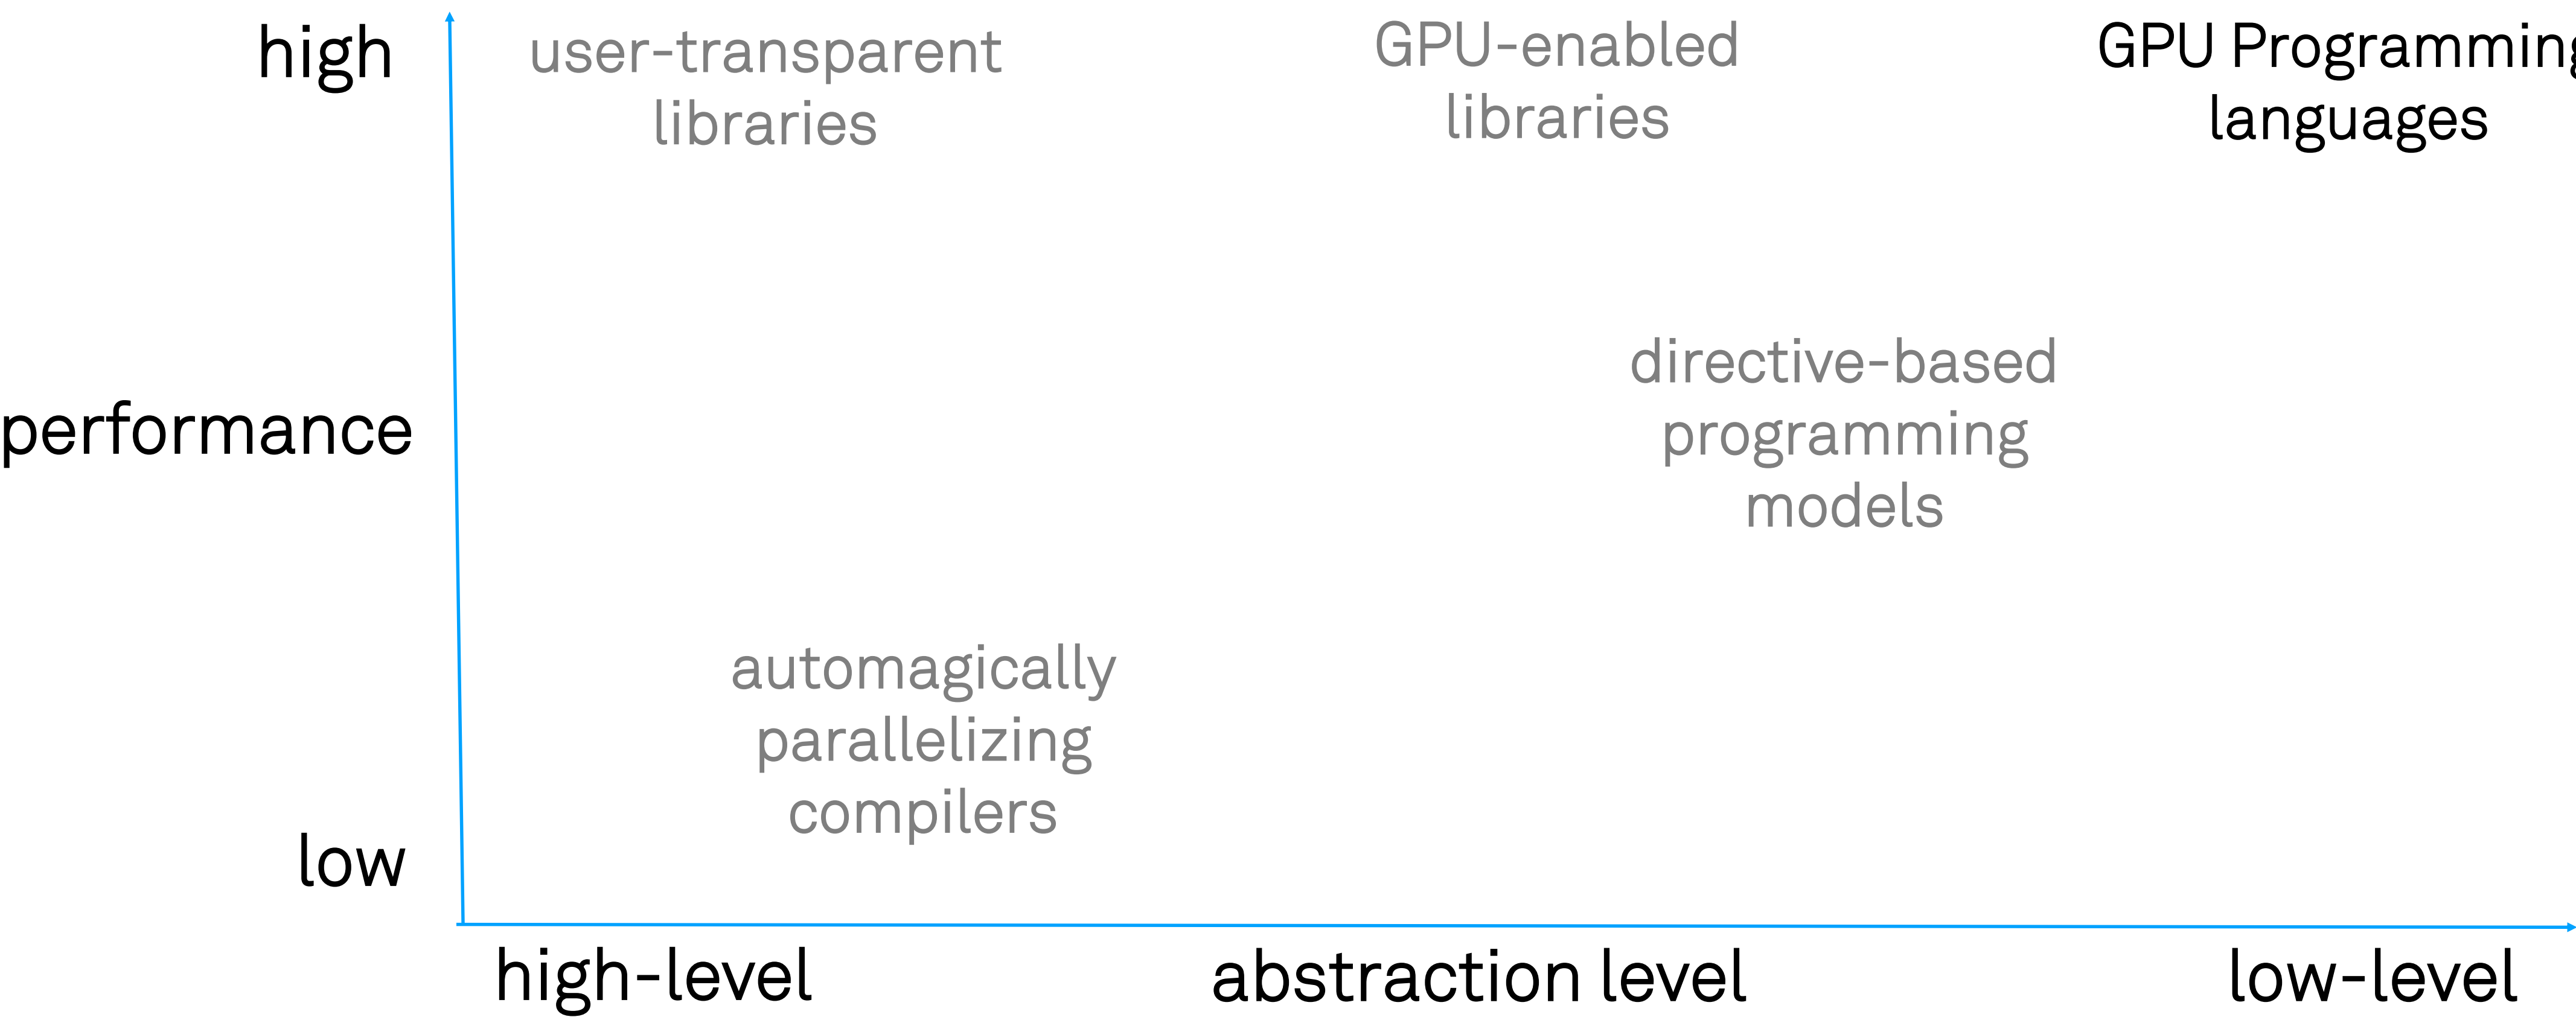 high
user-transparent
libraries
GPU-enabled
libraries
GPU Programming
languages
performance
directive-based
programming
models
automagically
parallelizing
compilers
low
high-level
abstraction level
low-level